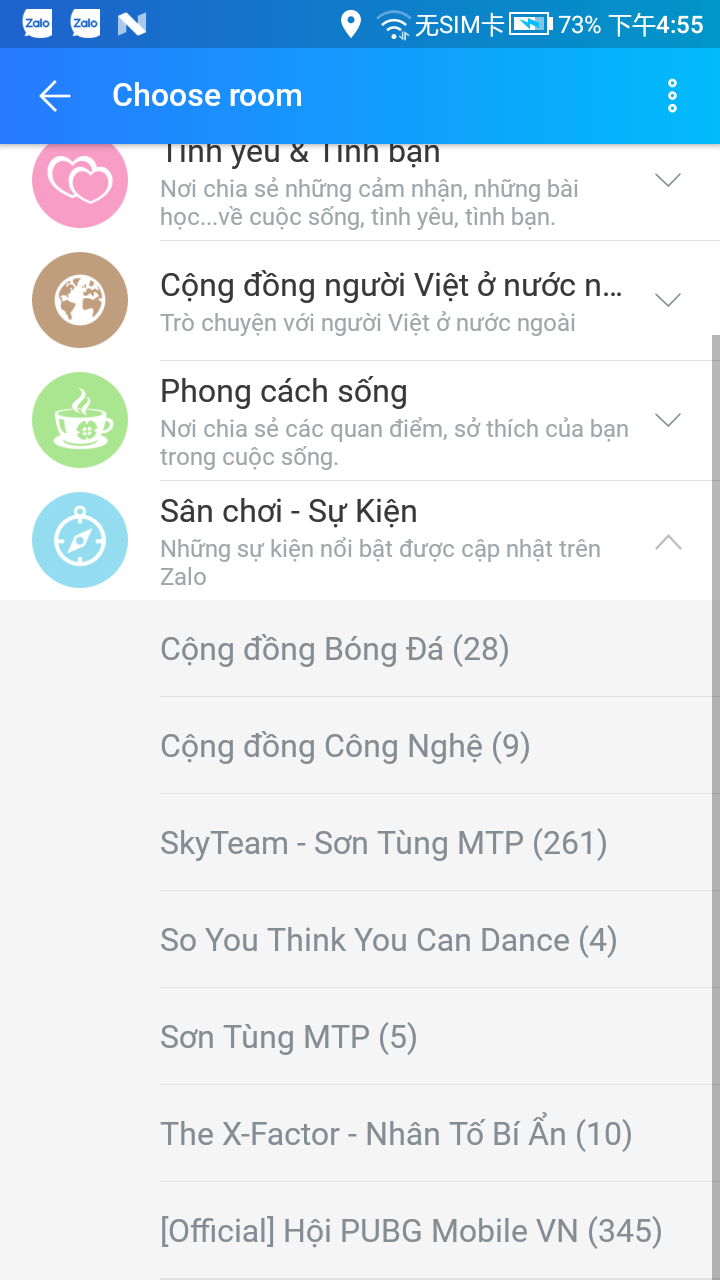 Zalo Zalo 无SIM卡 73% 下午4:55
Choose room
Tình yêu & Tình bạn
Nơi chia sẻ những cảm nhận, những bài
học...về cuộc sống, tình yêu, tình bạn.
Cộng đồng người Việt ở nước n...
Trò chuyện với người Việt ở nước ngoài
Phong cách sống
Nơi chia sẻ các quan điểm, sở thích của bạn
trong cuộc sống.
Sân chơi - Sự Kiện
Những sự kiện nổi bật được cập nhật trên
Zalo
Cộng đồng Bóng Đá (28)
Cộng đồng Công Nghệ (9)
SkyTeam - Sơn Tùng MTP (261)
So You Think You Can Dance (4)
Sơn Tùng MTP (5)
The X-Factor - Nhân Tố Bí Ẩn (10)
[Official] Hội PUBG Mobile VN (345)